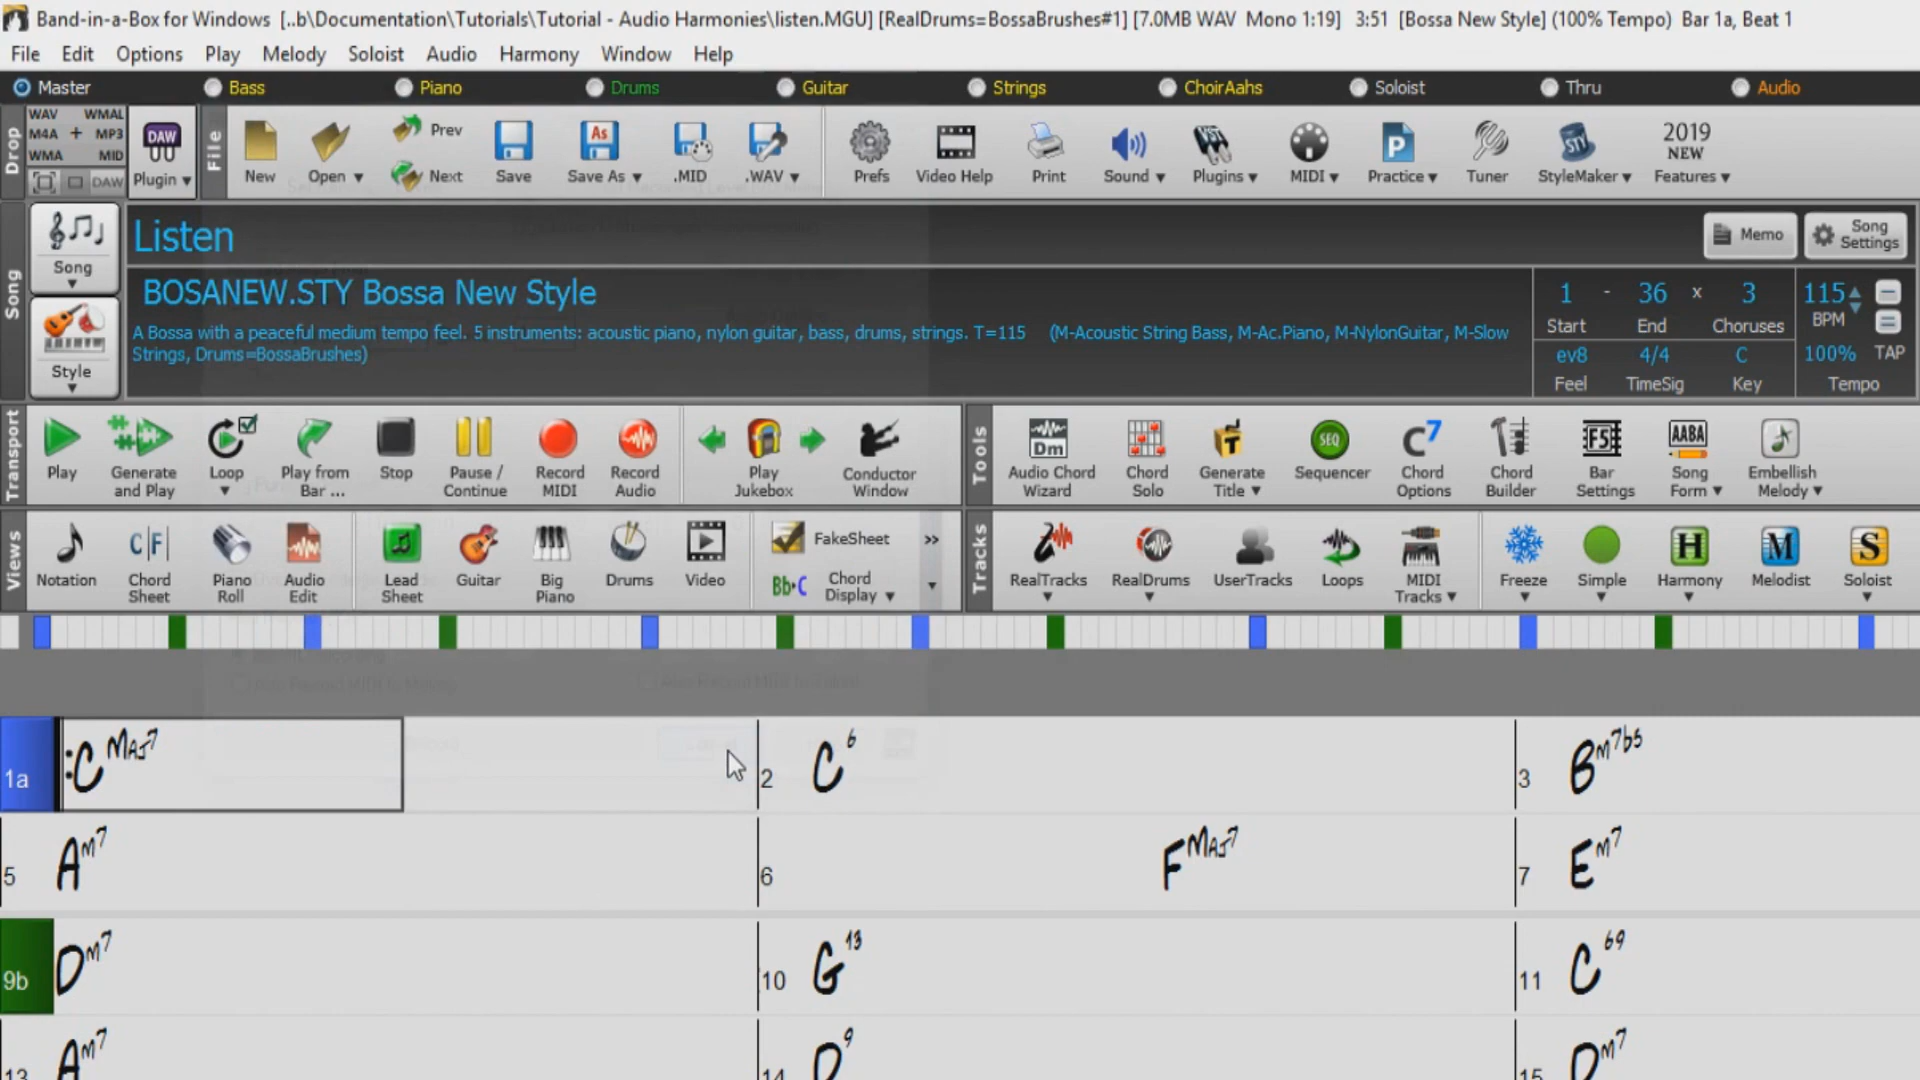 Band-in-a-Box for Windows [..b\Documentation\Tutorials\Tutorial - Audio Harmonies\listen.MGU] [RealDrums=BossaBrushes#1] [7.0MB WAV Mono 1:19] 3:51 [Bossa New Style] (100% Tempo) Bar 1a, Beat 1
File Edit Options Play Melody Soloist Audio Harmony Window Help
Master Bass Piano Drums Guitar Strings ChoirAahs Soloist Thru Audio
Drop
WAV WMAL
M4A + MP3
WMA MID
DAW
DAW
Plugin
File
New
Open
Prev
Next
Save
As
Save As
.MID
.WAV
Prefs
Video Help
Print
Sound
VST
Plugins
MIDI
P
Practice
Tuner
STY
StyleMaker
2019
NEW
Features
Song
Song
Style
Listen
Memo
Song
Settings
BOSANEW.STY Bossa New Style
A Bossa with a peaceful medium tempo feel. 5 instruments: acoustic piano, nylon guitar, bass, drums, strings. T=115 (M-Acoustic String Bass, M-Ac.Piano, M-NylonGuitar, M-Slow
Strings, Drums=BossaBrushes)
1 - 36 x 3
Start End Choruses
ev8 4/4 C
Feel TimeSig Key
115
BPM
100% TAP
Tempo
Transport
Play
Generate
and Play
Loop
Play from
Bar ...
Stop
Pause /
Continue
Record
MIDI
Record
Audio
Play
Jukebox
Conductor
Window
Tools
Dm
Audio Chord
Wizard
Chord
Solo
T
Generate
Title
SEQ
Sequencer
C7
Chord
Options
Chord
Builder
F5
Bar
Settings
AABA
Song
Form
Embellish
Melody
Views
Notation
C|F|
Chord
Sheet
Piano
Roll
Audio
Edit
Lead
Sheet
Guitar
Big
Piano
Drums
Video
FakeSheet
»
Bb·C
Chord
Display
Tracks
RealTracks
RealDrums
UserTracks
Loops
MIDI
Tracks
Freeze
Simple
H
Harmony
M
Melodist
S
Soloist
1a CMaj7 2 C6 3 Bm7b5
5 Am7 6 FMaj7 7 Em7
9b Dm7 10 G13 11 C69
13 Am7 14 D9 15 Dm7